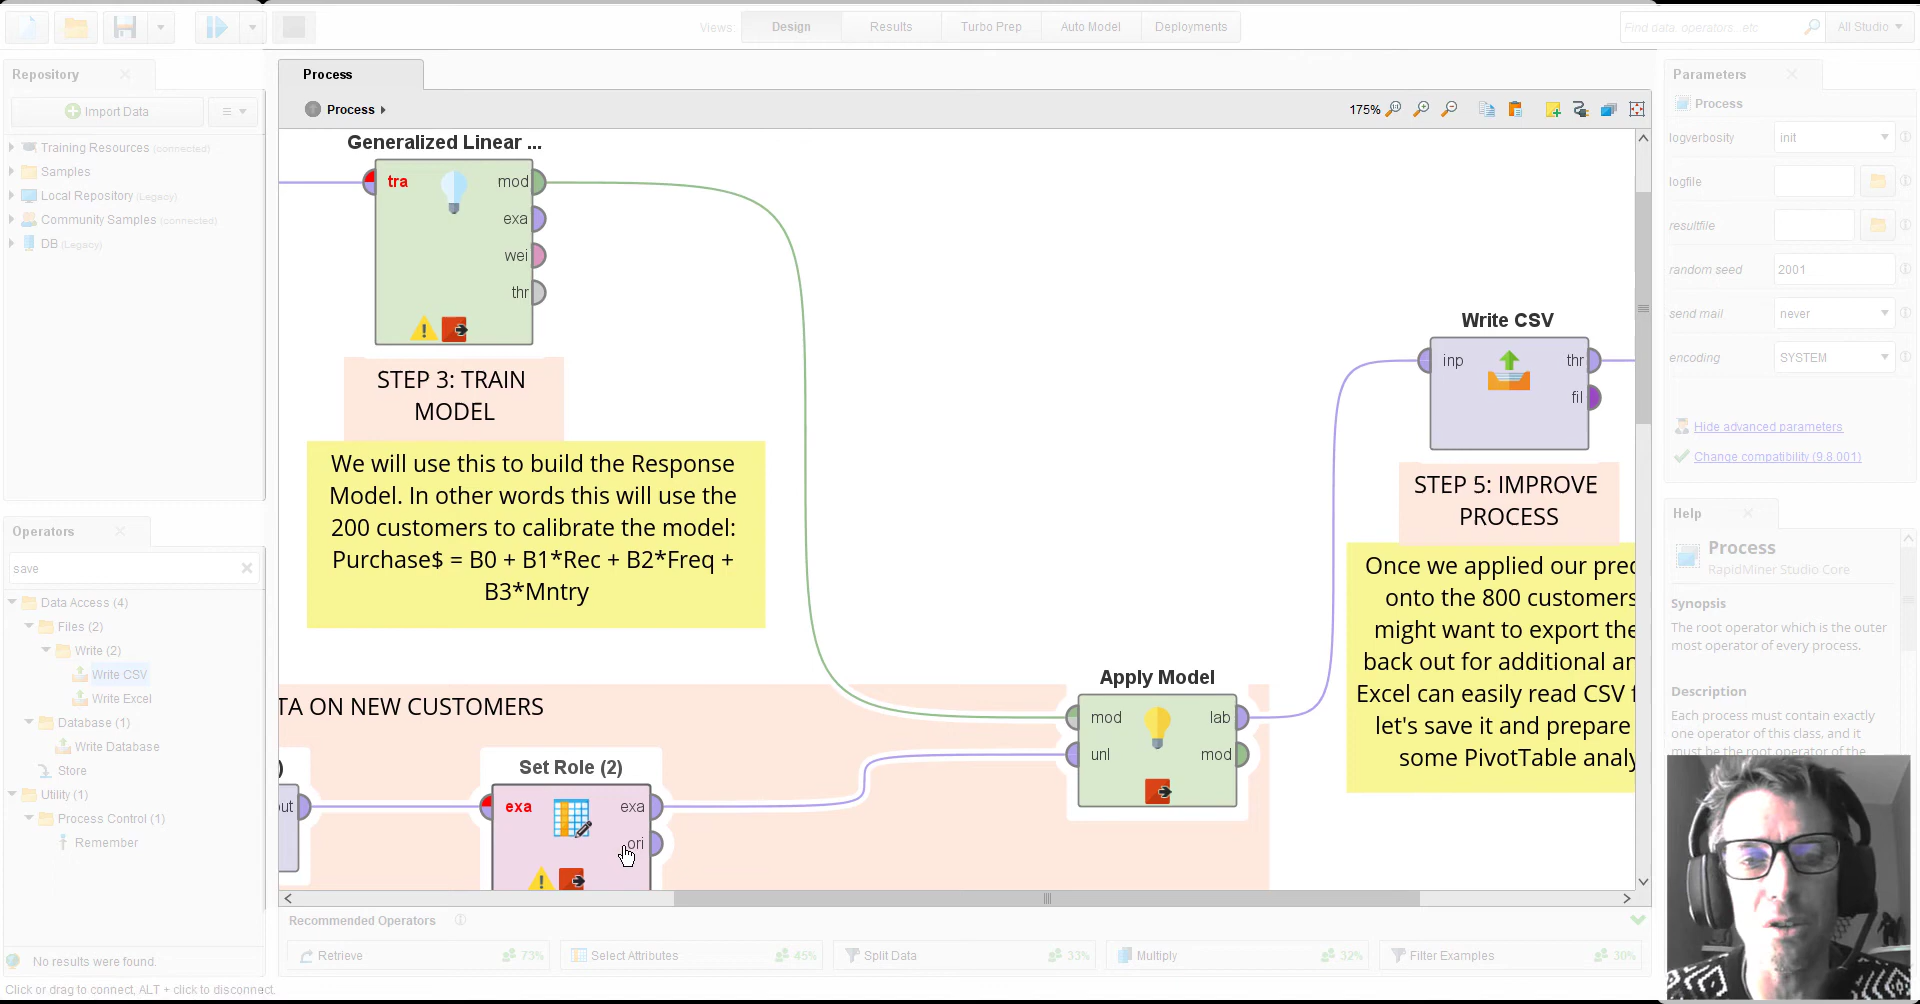 Views:
Design
Results
Turbo Prep
Auto Model
Deployments
Find data, operators...etc
All Studio
Repository
Import Data
Training Resources (connected)
Samples
Local Repository (Legacy)
Community Samples (connected)
DB (Legacy)
Operators
save
Data Access (4)
Files (2)
Write (2)
Write CSV
Write Excel
Database (1)
Write Database
Store
Utility (1)
Process Control (1)
Remember
No results were found.
Click or drag to connect, ALT + click to disconnect.
Process
Process
175%
Generalized Linear ...
tra
mod
exa
wei
thr
STEP 3: TRAIN
MODEL
We will use this to build the Response
Model. In other words this will use the
200 customers to calibrate the model:
Purchase$ = B0 + B1*Rec + B2*Freq +
B3*Mntry
Write CSV
inp
thr
fil
STEP 5: IMPROVE
PROCESS
Once we applied our pred
onto the 800 customers
might want to export the
back out for additional an
Excel can easily read CSV f
let's save it and prepare
some PivotTable analy
TA ON NEW CUSTOMERS
Apply Model
mod
lab
unl
mod
)
out
Set Role (2)
exa
exa
ori
Recommended Operators
Retrieve
73%
Select Attributes
45%
Split Data
33%
Multiply
32%
Filter Examples
30%
Parameters
Process
logverbosity
init
logfile
resultfile
random seed
2001
send mail
never
encoding
SYSTEM
Hide advanced parameters
Change compatibility (9.8.001)
Help
Process
RapidMiner Studio Core
Synopsis
The root operator which is the outer
most operator of every process.
Description
Each process must contain exactly
one operator of this class, and it
must be the root operator of the